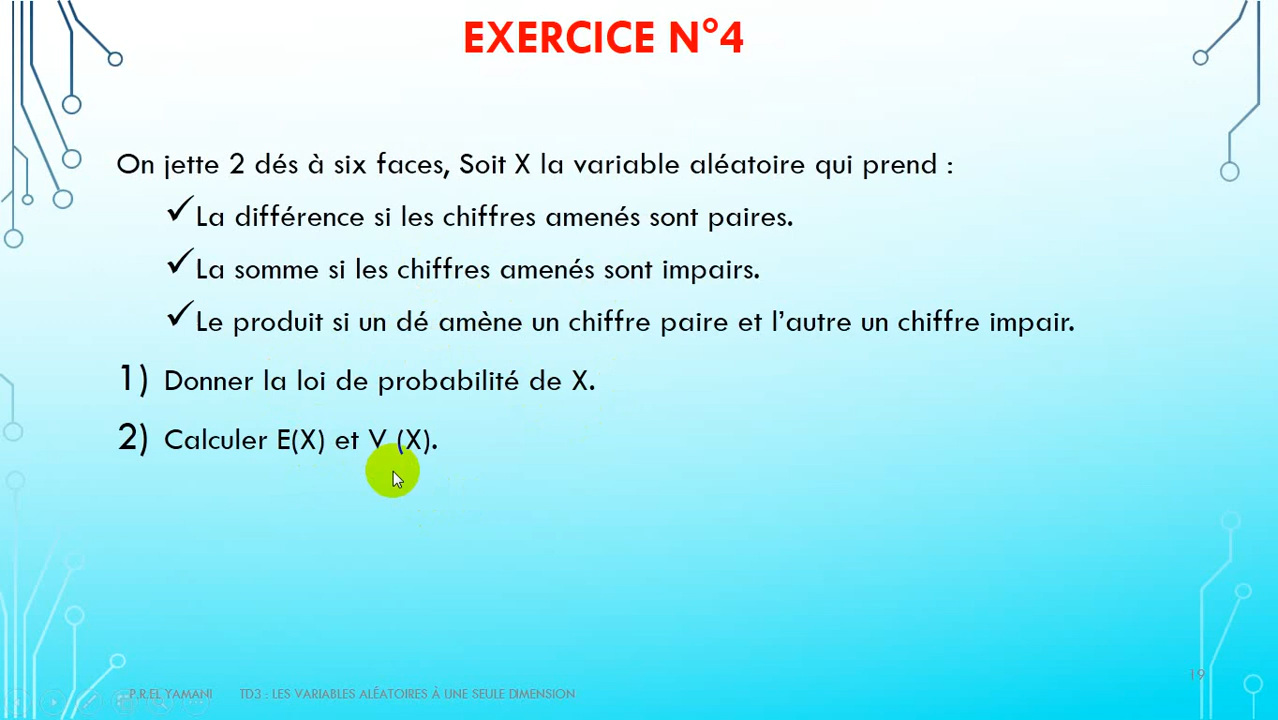 EXERCICE N°4
On jette 2 dés à six faces, Soit X la variable aléatoire qui prend :
✓La différence si les chiffres amenés sont paires.
✓La somme si les chiffres amenés sont impairs.
✓Le produit si un dé amène un chiffre paire et l’autre un chiffre impair.
1) Donner la loi de probabilité de X.
2) Calculer E(X) et V (X).
P.R.EL YAMANI TD3 : LES VARIABLES ALÉATOIRES À UNE SEULE DIMENSION
19